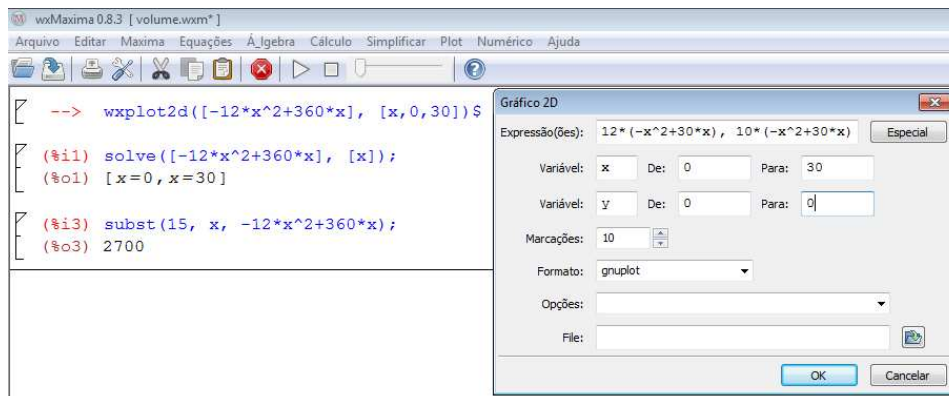 wxMaxima 0.8.3 [ volume.wxm* ]
Arquivo Editar Maxima Equações Á_lgebra Cálculo Simplificar Plot Numérico Ajuda
--> wxplot2d([-12*x^2+360*x], [x,0,30])$
(%i1) solve([-12*x^2+360*x], [x]);
(%o1) [x=0,x=30]
(%i3) subst(15, x, -12*x^2+360*x);
(%o3) 2700
Gráfico 2D
Expressão(ões): 12*(-x^2+30*x), 10*(-x^2+30*x) Especial
Variável: x De: 0 Para: 30
Variável: y De: 0 Para: 0
Marcações: 10
Formato: gnuplot
Opções:
File:
OK Cancelar